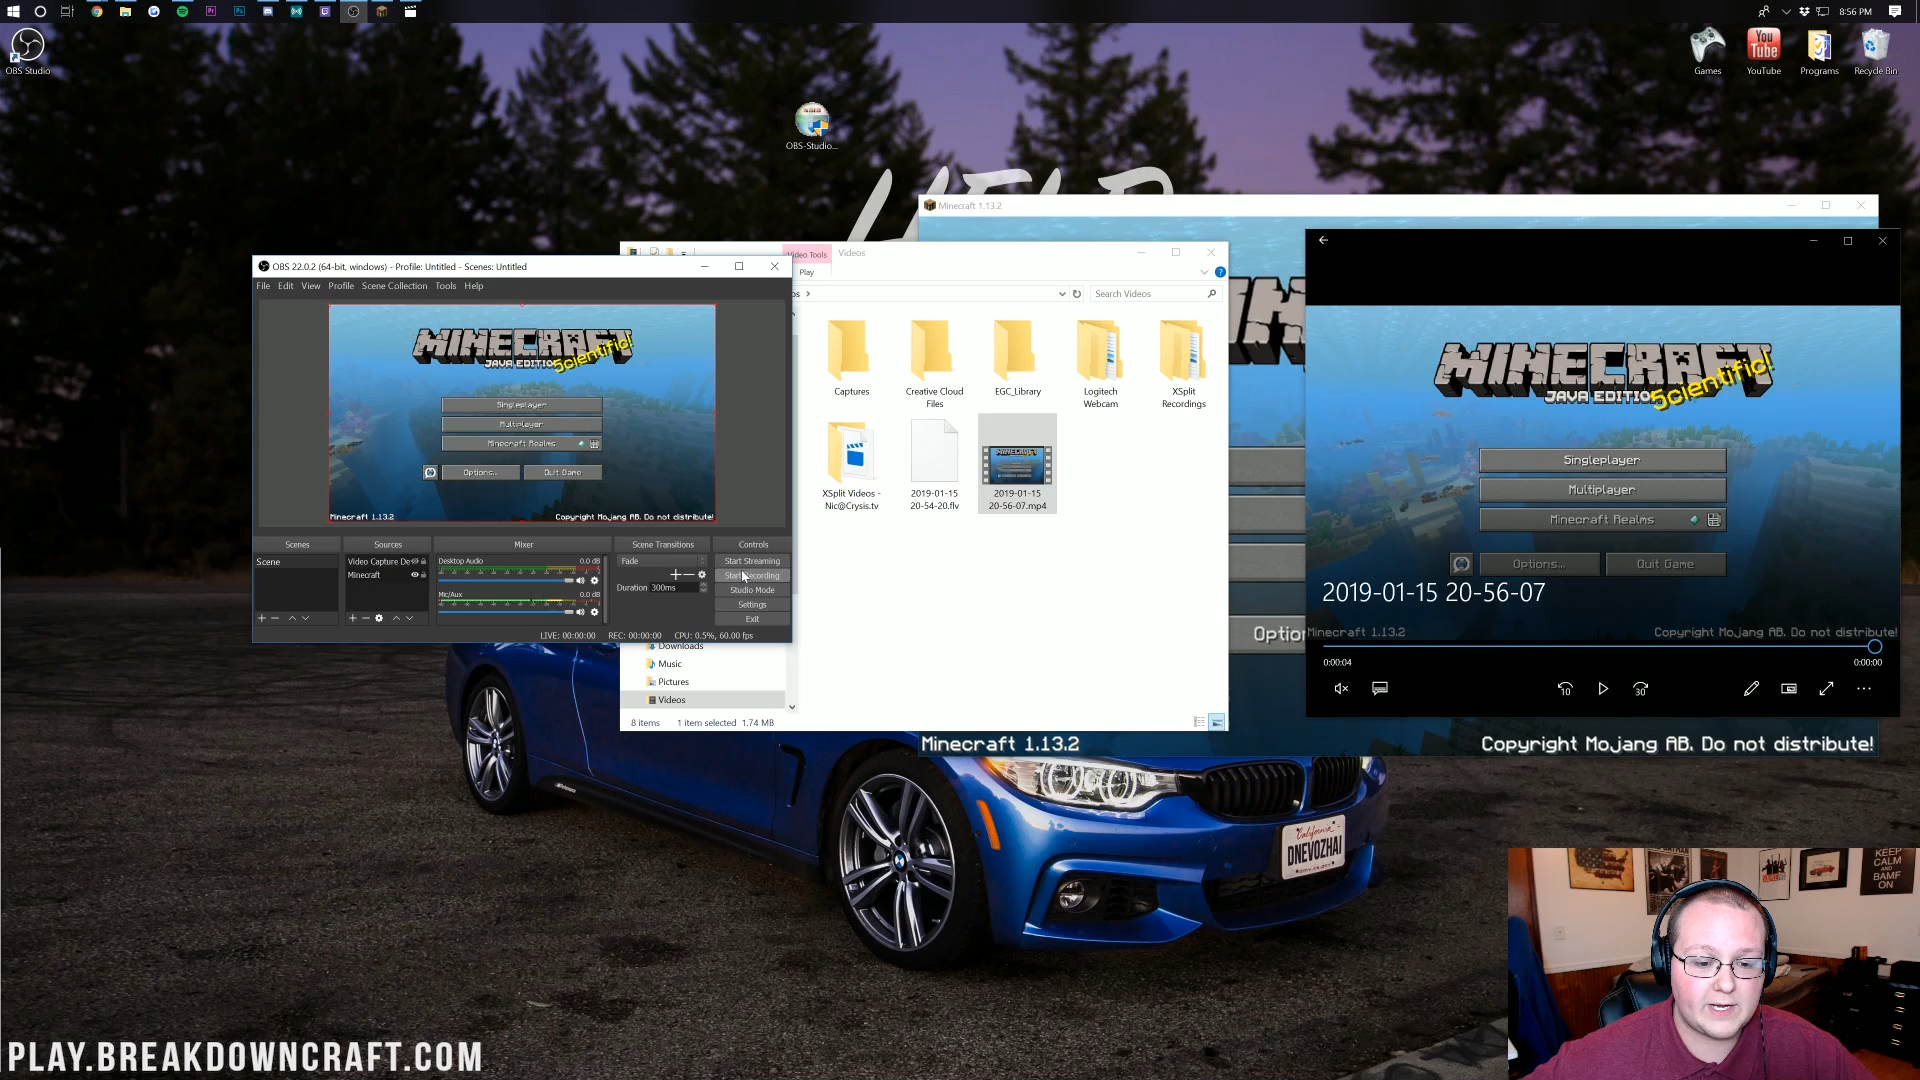 8:56 PM
OBS Studio
Games
YouTube
Programs
Recycle Bin
OBS-Studio...
HELP
Minecraft 1.13.2
Video Tools
Videos
Play
Search Videos
Captures
Creative Cloud
Files
EGC_Library
Logitech
Webcam
XSplit
Recordings
XSplit Videos -
Nic@Crysis.tv
2019-01-15
20-54-20.flv
2019-01-15
20-56-07.mp4
Downloads
Music
Pictures
Videos
8 items 1 item selected 1.74 MB
OBS 22.0.2 (64-bit, windows) - Profile: Untitled - Scenes: Untitled
File Edit View Profile Scene Collection Tools Help
MINECRAFT
JAVA EDITION
Scientific!
Singleplayer
Multiplayer
Minecraft Realms
Options... Quit Game
Minecraft 1.13.2 Copyright Mojang AB. Do not distribute!
Scenes Sources Mixer Scene Transitions Controls
Scene
Video Capture De
Minecraft
Desktop Audio 0.0 dB
Mic/Aux 0.0 dB
Fade
Duration 300ms
Start Streaming
Start Recording
Studio Mode
Settings
Exit
LIVE: 00:00:00 REC: 00:00:00 CPU: 0.5%, 60.00 fps
MINECRAFT
JAVA EDITION
Scientific!
Singleplayer
Multiplayer
Minecraft Realms
Options... Quit Game
2019-01-15 20-56-07
Minecraft 1.13.2 Copyright Mojang AB. Do not distribute!
0:00:04 0:00:00
10 30
Optio
Minecraft 1.13.2 Copyright Mojang AB. Do not distribute!
California
DNEVOZHAI
KEEP
CALM
AND
BAMF
ON
PLAY.BREAKDOWNCRAFT.COM